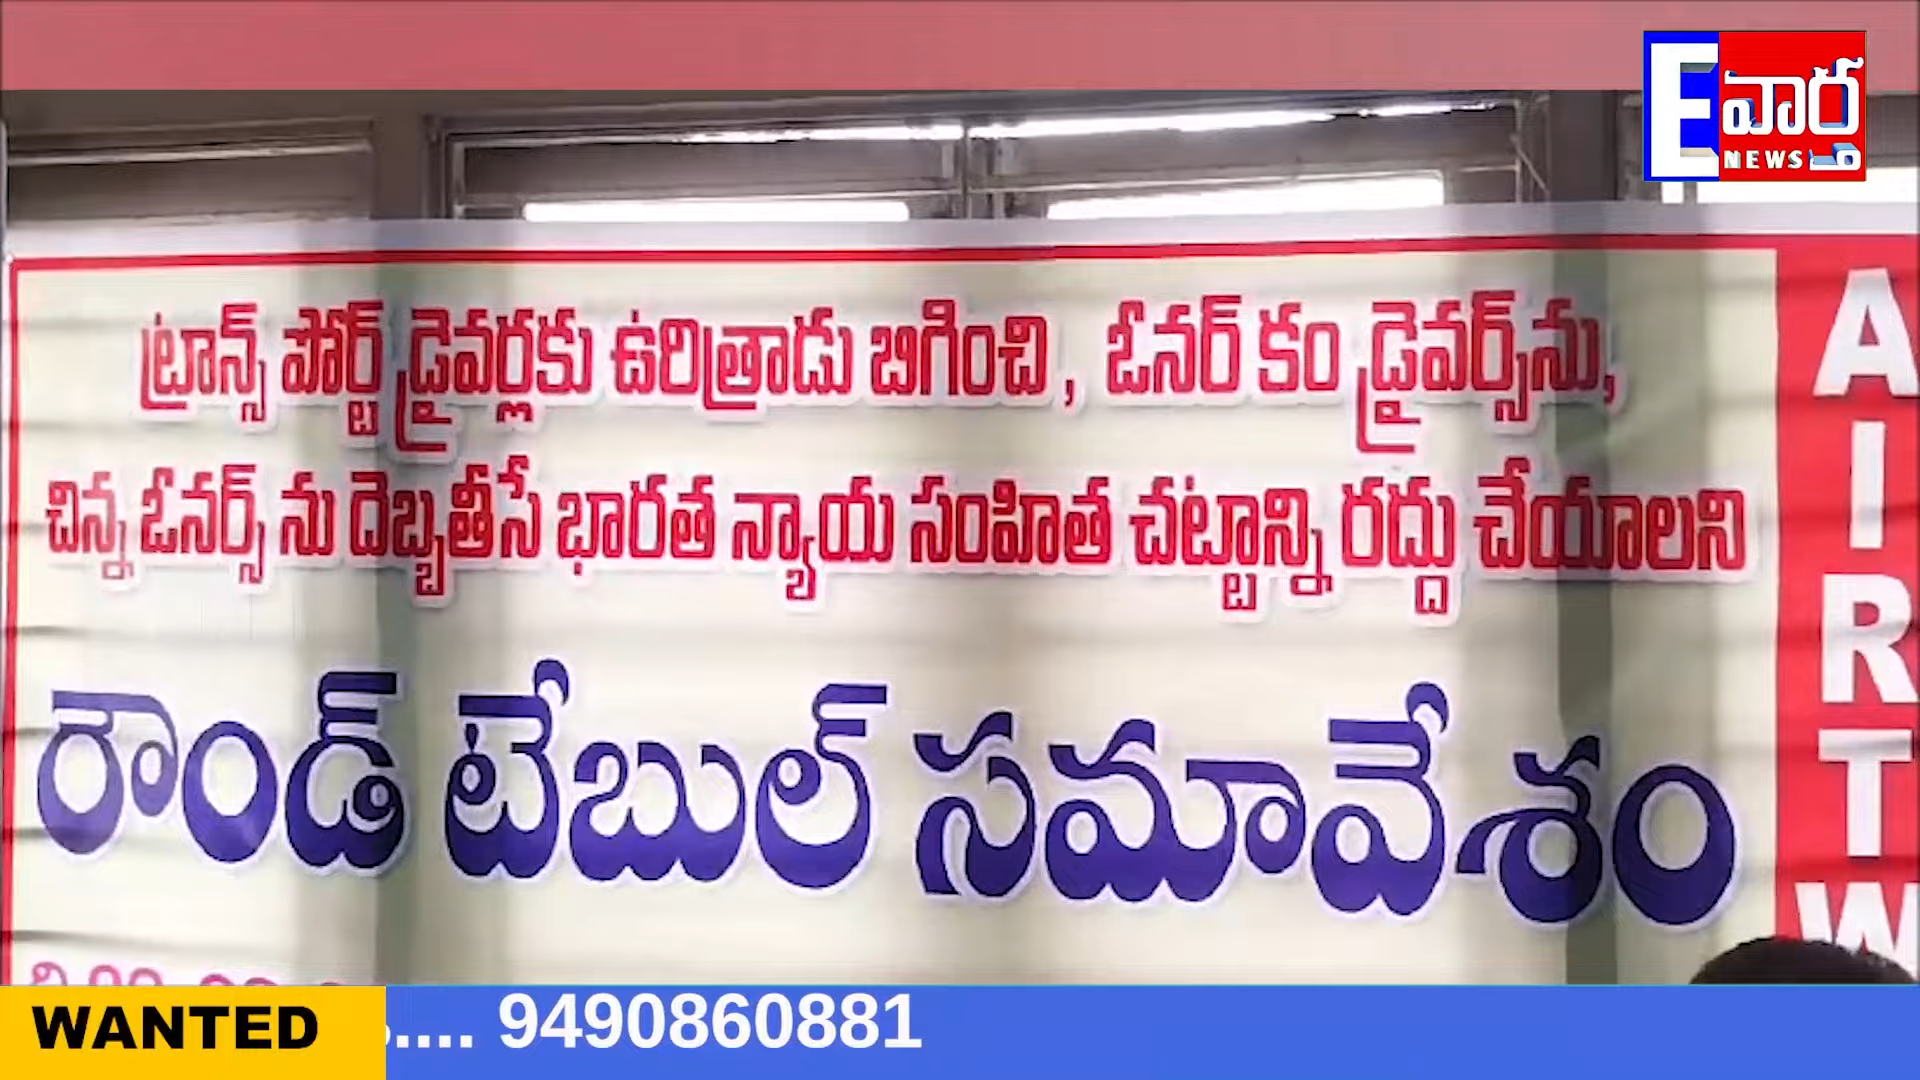 E వార్త
NEWS
ట్రాన్స్ పోర్ట్ డ్రైవర్లకు ఉరిత్రాడు బిగించి, ఓనర్ కం డ్రైవర్స్‌ను,
చిన్న ఓనర్స్ ను దెబ్బతీసే భారత న్యాయ సంహిత చట్టాన్ని రద్దు చేయాలని
రౌండ్ టేబుల్ సమావేశం
AIRTW
WANTED
.... 9490860881